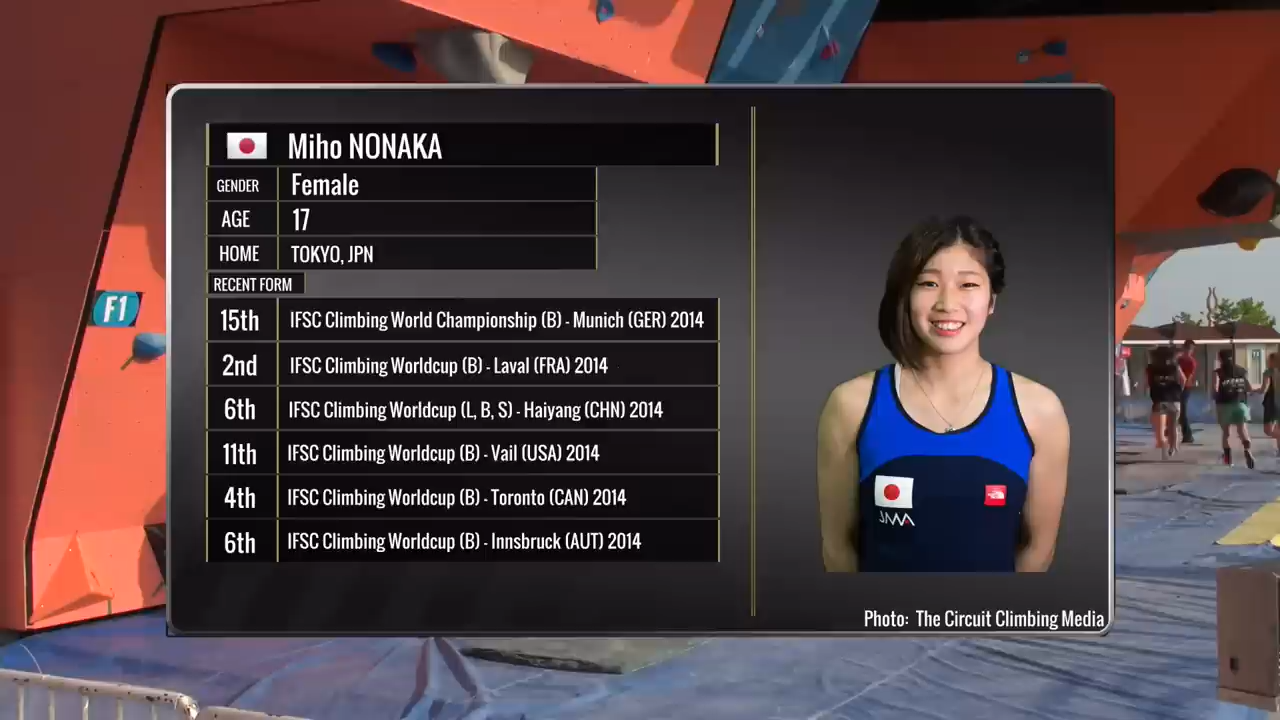 Miho NONAKA
GENDER Female
AGE 17
HOME TOKYO, JPN
RECENT FORM
15th IFSC Climbing World Championship (B) - Munich (GER) 2014
2nd IFSC Climbing Worldcup (B) - Laval (FRA) 2014
6th IFSC Climbing Worldcup (L, B, S) - Haiyang (CHN) 2014
11th IFSC Climbing Worldcup (B) - Vail (USA) 2014
4th IFSC Climbing Worldcup (B) - Toronto (CAN) 2014
6th IFSC Climbing Worldcup (B) - Innsbruck (AUT) 2014
F1
JMA
Photo: The Circuit Climbing Media